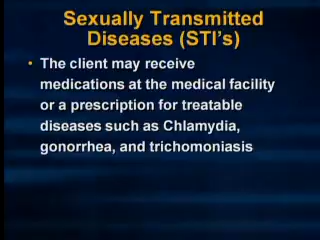 Sexually Transmitted
Diseases (STI's)
• The client may receive
medications at the medical facility
or a prescription for treatable
diseases such as Chlamydia,
gonorrhea, and trichomoniasis